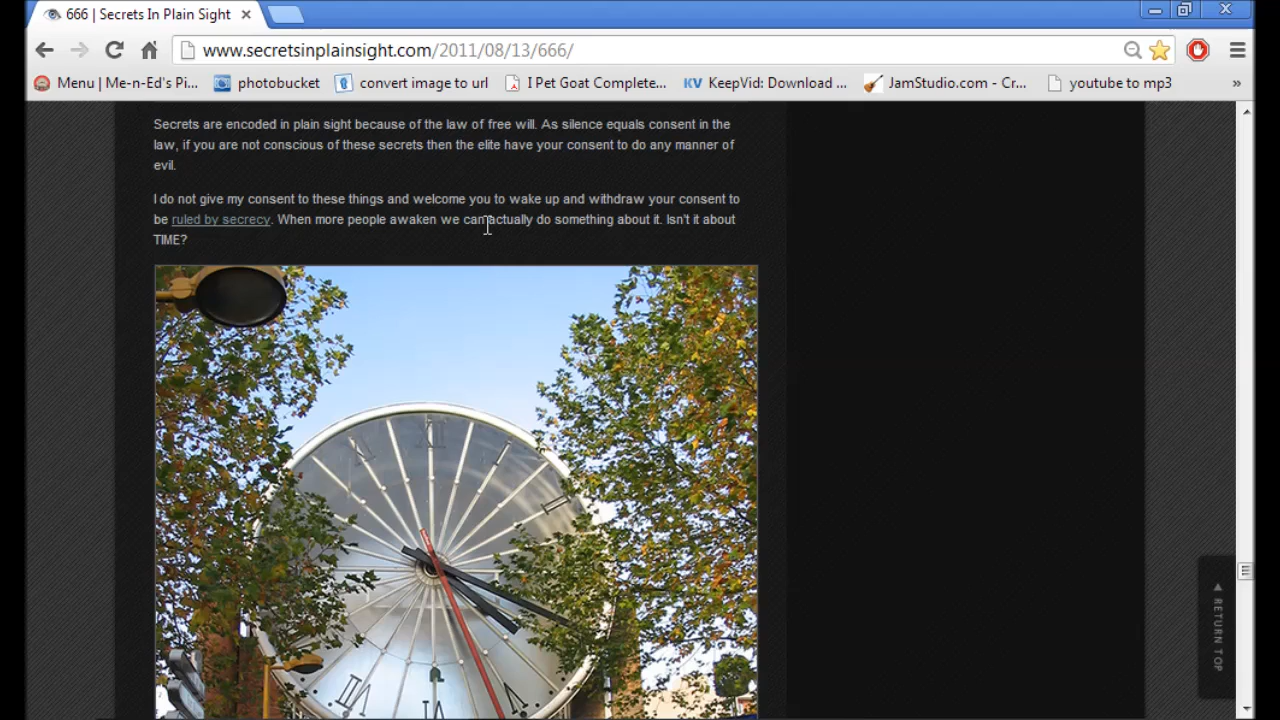 666 | Secrets In Plain Sight
www.secretsinplainsight.com/2011/08/13/666/
Menu | Me-n-Ed's Pi... photobucket convert image to url I Pet Goat Complete... KV KeepVid: Download ... JamStudio.com - Cr... youtube to mp3 »
Secrets are encoded in plain sight because of the law of free will. As silence equals consent in the
law, if you are not conscious of these secrets then the elite have your consent to do any manner of
evil.
I do not give my consent to these things and welcome you to wake up and withdraw your consent to
be ruled by secrecy. When more people awaken we can actually do something about it. Isn't it about
TIME?
XII
XI
I
II
VII
VI
V
RETURN TOP